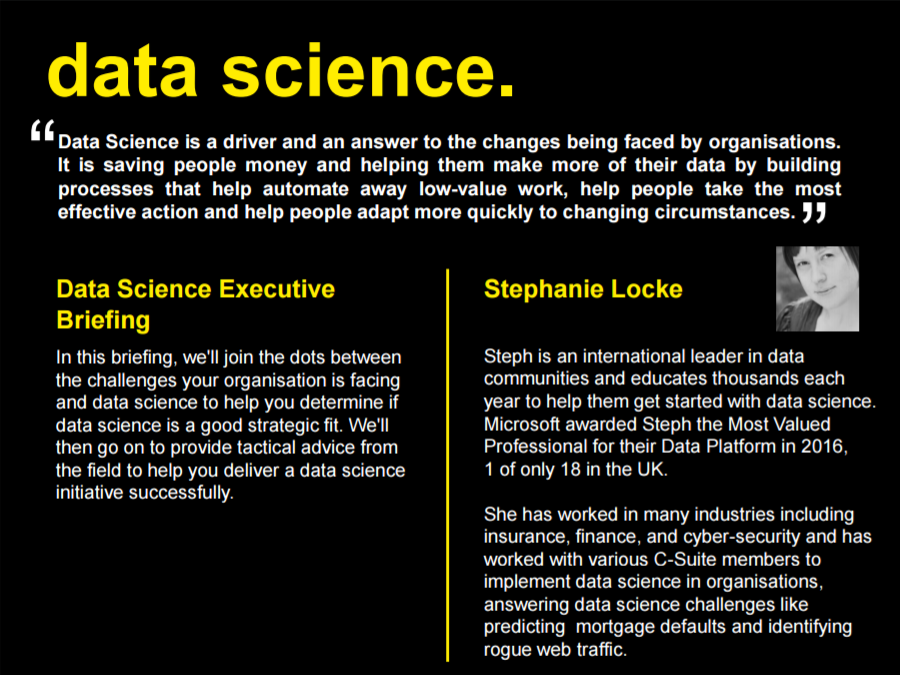 data science.
“Data Science is a driver and an answer to the changes being faced by organisations.
It is saving people money and helping them make more of their data by building
processes that help automate away low-value work, help people take the most
effective action and help people adapt more quickly to changing circumstances.”
Data Science Executive
Briefing
In this briefing, we'll join the dots between
the challenges your organisation is facing
and data science to help you determine if
data science is a good strategic fit. We'll
then go on to provide tactical advice from
the field to help you deliver a data science
initiative successfully.
Stephanie Locke
Steph is an international leader in data
communities and educates thousands each
year to help them get started with data science.
Microsoft awarded Steph the Most Valued
Professional for their Data Platform in 2016,
1 of only 18 in the UK.
She has worked in many industries including
insurance, finance, and cyber-security and has
worked with various C-Suite members to
implement data science in organisations,
answering data science challenges like
predicting  mortgage defaults and identifying
rogue web traffic.